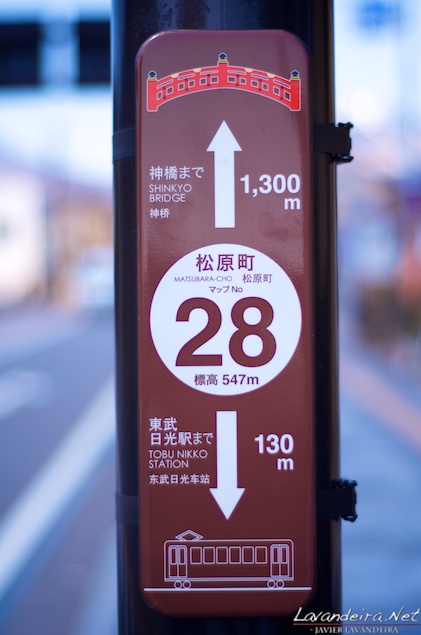 神橋まで
SHINKYO
BRIDGE
神桥
1,300
m
松原町
MATSUBARA-CHO 松原町
マップNo
28
標高 547m
東武
日光駅まで
TOBU NIKKO
STATION
东武日光车站
130
m
Lavandeira.Net
- JAVIER LAVANDEIRA